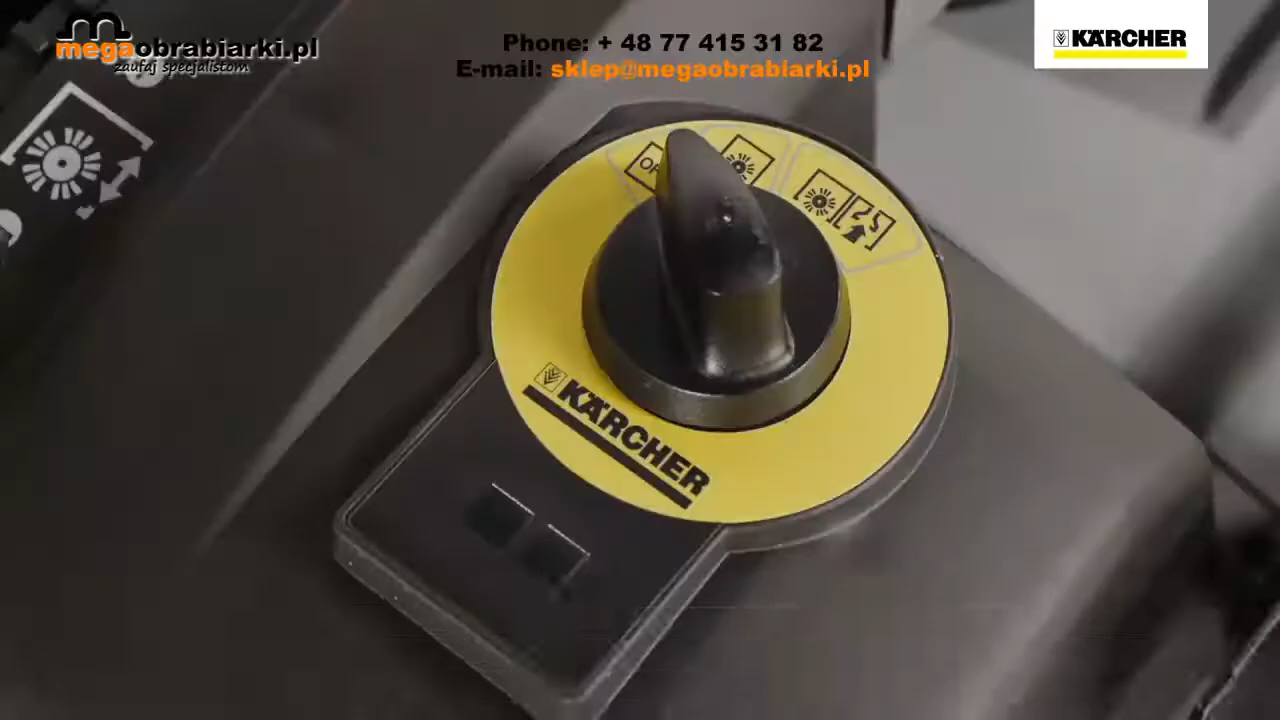 megaobrabiarki.pl
zaufaj specjalistom
Phone: + 48 77 415 31 82
E-mail: sklep@megaobrabiarki.pl
KÄRCHER
KÄRCHER